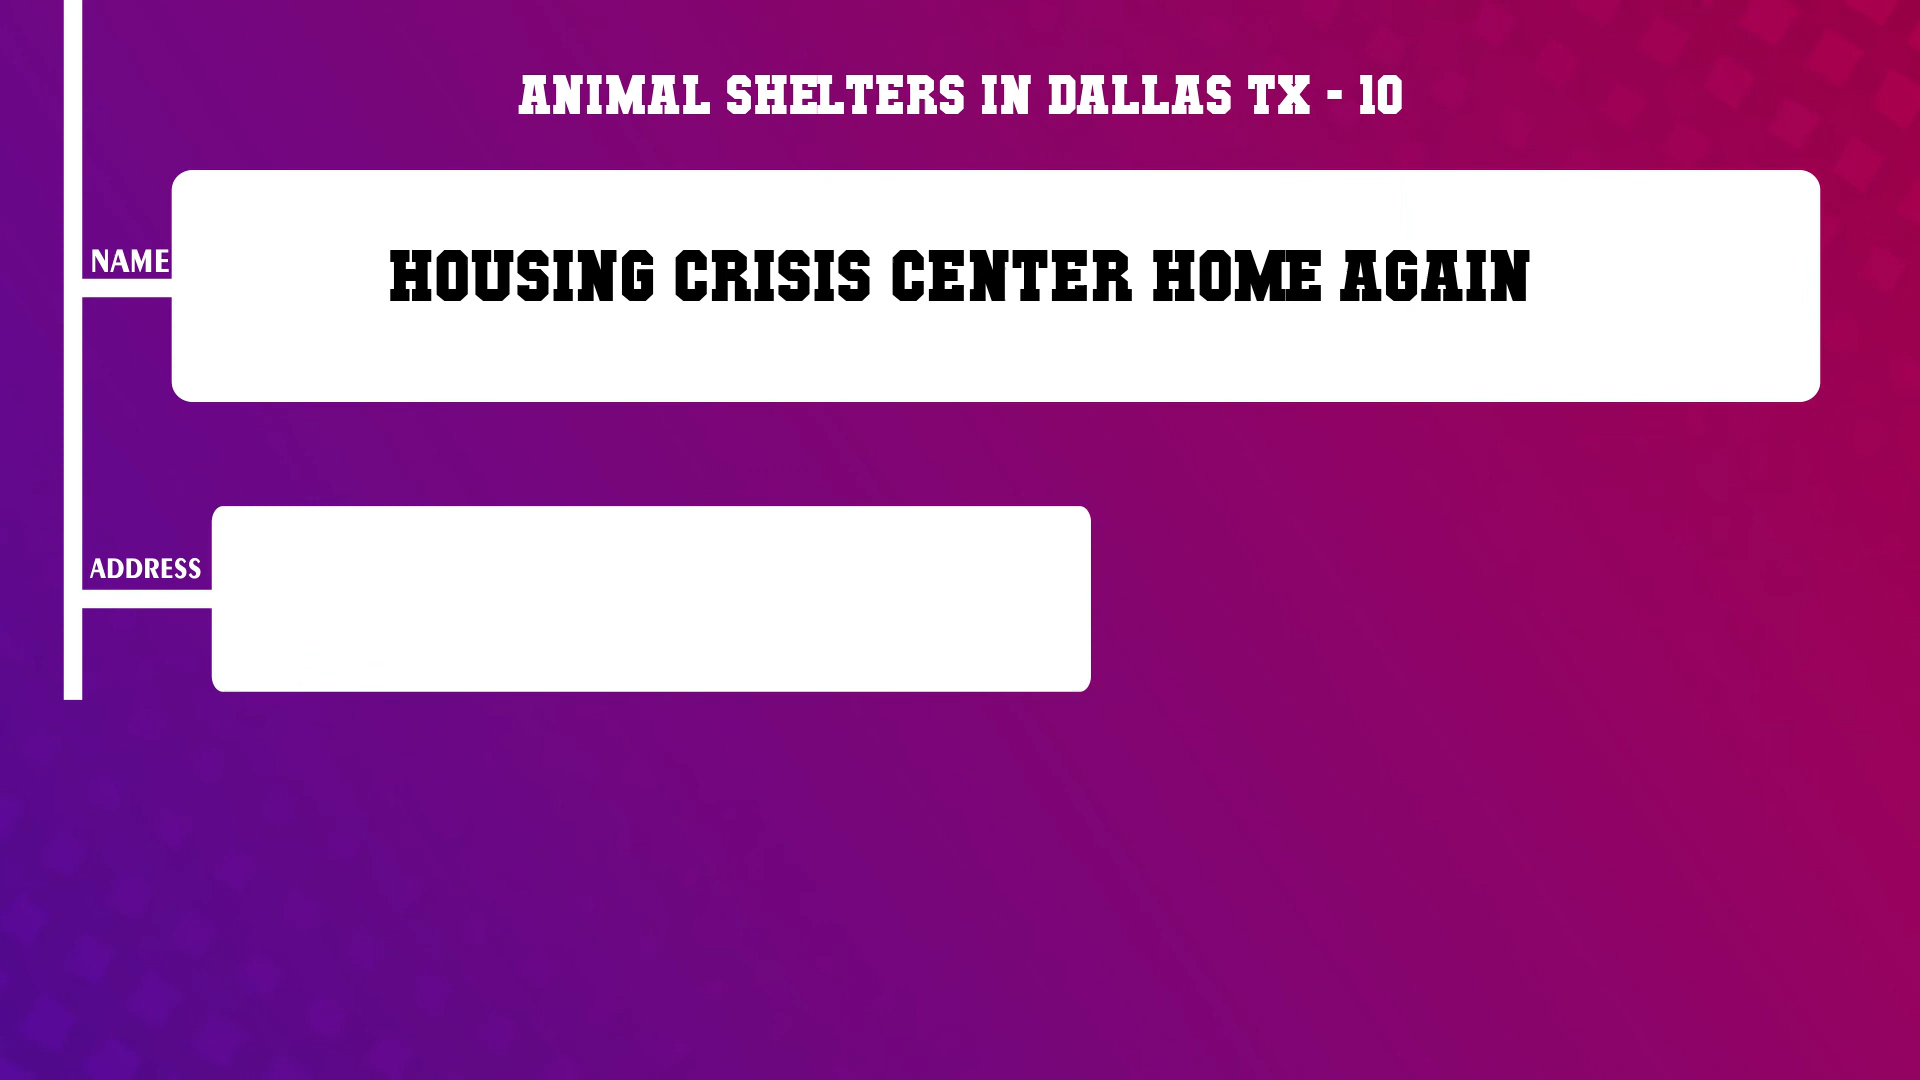 ANIMAL SHELTERS IN DALLAS TX - 10
NAME
HOUSING CRISIS CENTER HOME AGAIN
ADDRESS